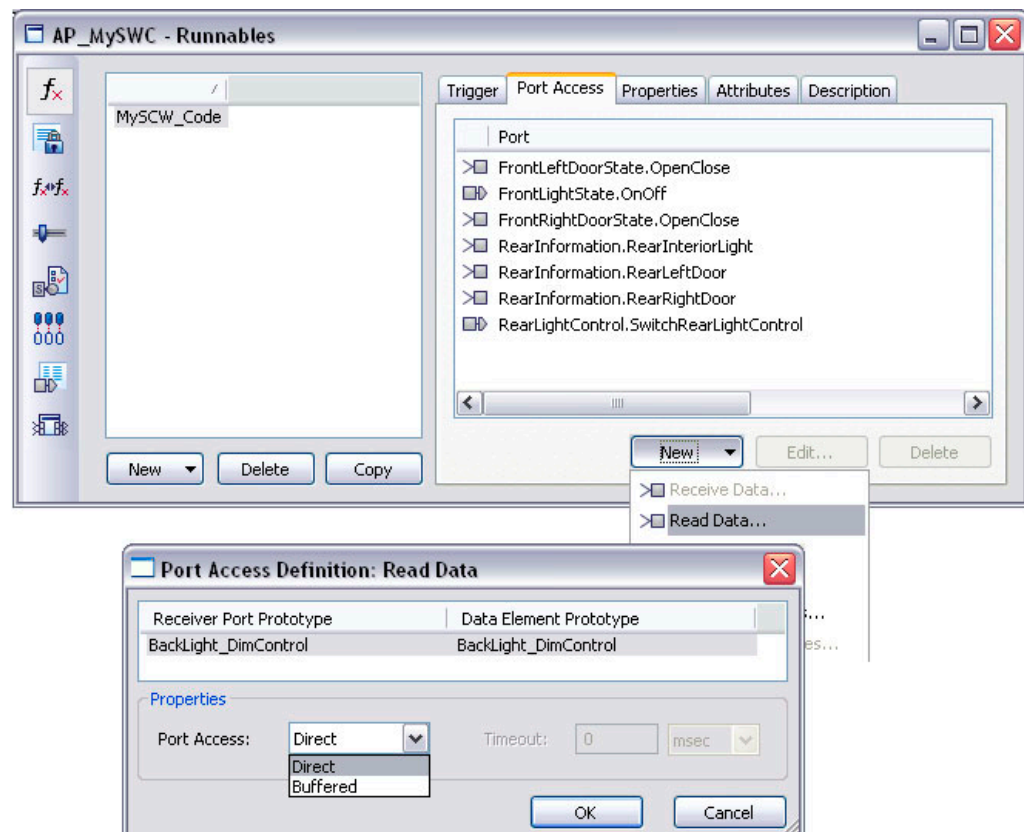 AP_MySWC - Runnables
Trigger Port Access Properties Attributes Description
MySCW_Code
Port
FrontLeftDoorState.OpenClose
FrontLightState.OnOff
FrontRightDoorState.OpenClose
RearInformation.RearInteriorLight
RearInformation.RearLeftDoor
RearInformation.RearRightDoor
RearLightControl.SwitchRearLightControl
New Delete Copy
New Edit... Delete
Receive Data...
Read Data...
Port Access Definition: Read Data
Receiver Port Prototype Data Element Prototype
BackLight_DimControl BackLight_DimControl
Properties
Port Access: Direct Timeout: 0 msec
Direct
Buffered
OK Cancel